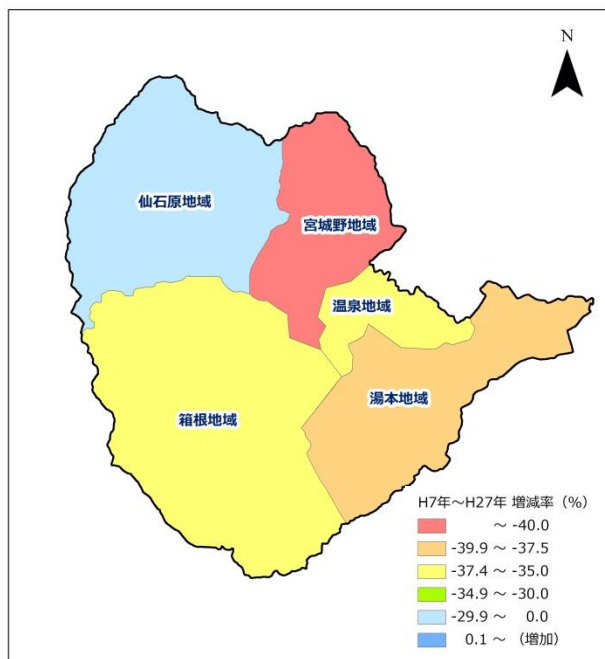 N
仙石原地域
宮城野地域
温泉地域
湯本地域
箱根地域
H7年～H27年 増減率（%）
～ -40.0
-39.9 ～ -37.5
-37.4 ～ -35.0
-34.9 ～ -30.0
-29.9 ～ 0.0
0.1 ～ （増加）